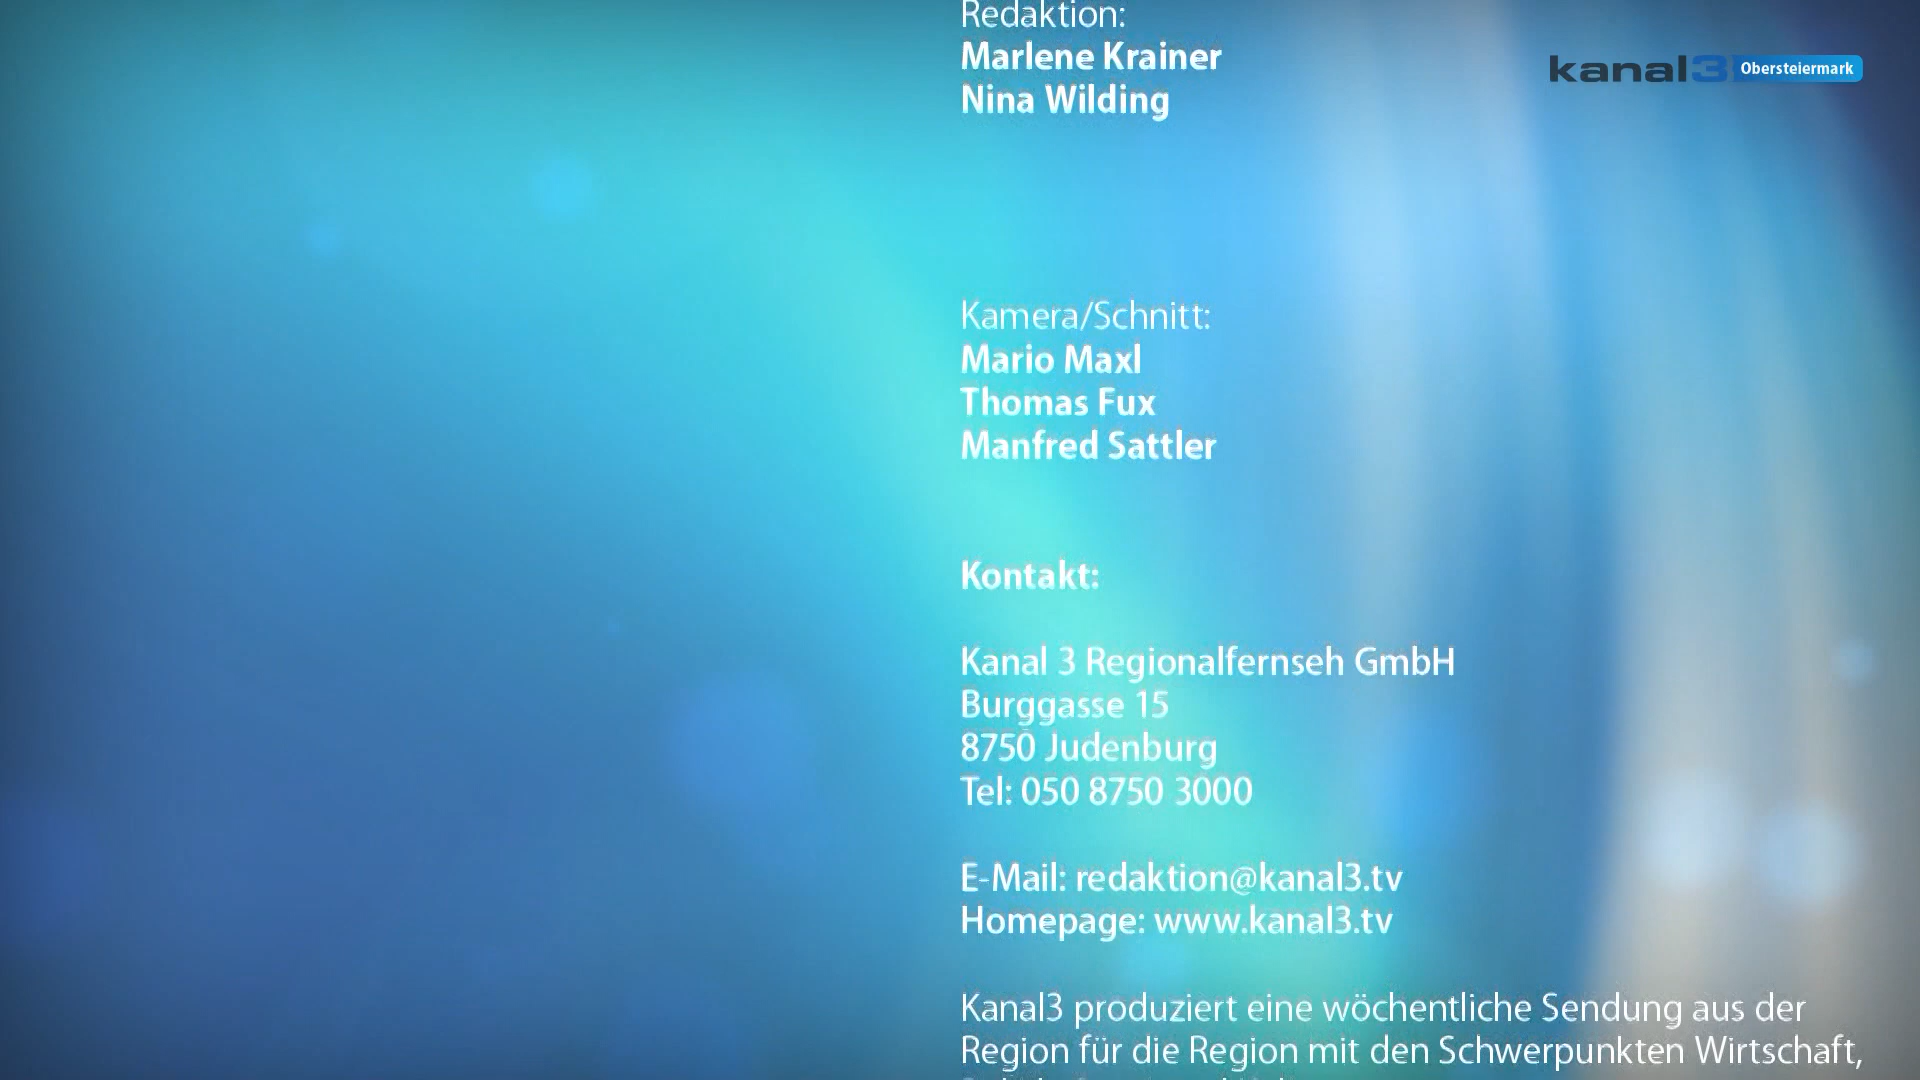 Redaktion:
Marlene Krainer
Nina Wilding
kanal3 Obersteiermark
Kamera/Schnitt:
Mario Maxl
Thomas Fux
Manfred Sattler
Kontakt:
Kanal 3 Regionalfernseh GmbH
Burggasse 15
8750 Judenburg
Tel: 050 8750 3000
E-Mail: redaktion@kanal3.tv
Homepage: www.kanal3.tv
Kanal3 produziert eine wöchentliche Sendung aus der
Region für die Region mit den Schwerpunkten Wirtschaft,